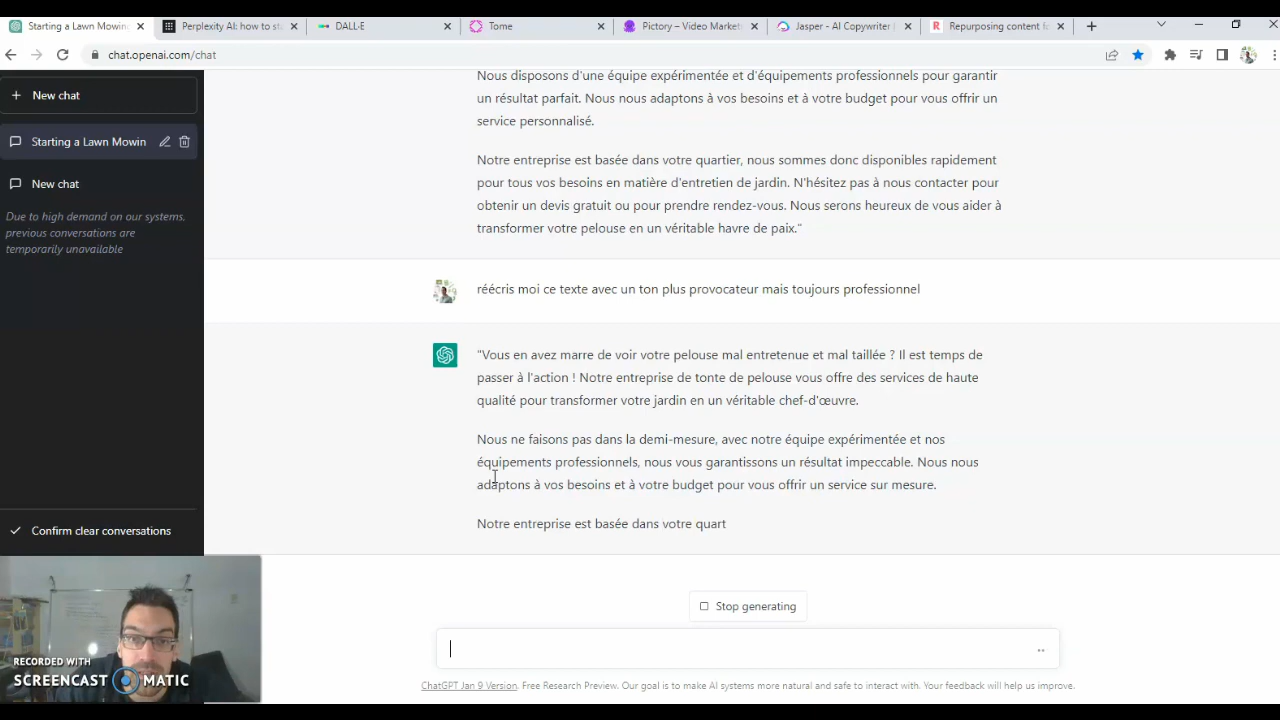 Starting a Lawn Mowin
Perplexity AI: how to st
DALL·E
Tome
Pictory – Video Market
Jasper - AI Copywriter
Repurposing content f
chat.openai.com/chat
New chat
Starting a Lawn Mowin
New chat
Due to high demand on our systems,
previous conversations are
temporarily unavailable
Confirm clear conversations
Nous disposons d'une équipe expérimentée et d'équipements professionnels pour garantir
un résultat parfait. Nous nous adaptons à vos besoins et à votre budget pour vous offrir un
service personnalisé.
Notre entreprise est basée dans votre quartier, nous sommes donc disponibles rapidement
pour tous vos besoins en matière d'entretien de jardin. N'hésitez pas à nous contacter pour
obtenir un devis gratuit ou pour prendre rendez-vous. Nous serons heureux de vous aider à
transformer votre pelouse en un véritable havre de paix."
réécris moi ce texte avec un ton plus provocateur mais toujours professionnel
"Vous en avez marre de voir votre pelouse mal entretenue et mal taillée ? Il est temps de
passer à l'action ! Notre entreprise de tonte de pelouse vous offre des services de haute
qualité pour transformer votre jardin en un véritable chef-d'œuvre.
Nous ne faisons pas dans la demi-mesure, avec notre équipe expérimentée et nos
équipements professionnels, nous vous garantissons un résultat impeccable. Nous nous
adaptons à vos besoins et à votre budget pour vous offrir un service sur mesure.
Notre entreprise est basée dans votre quart
Stop generating
ChatGPT Jan 9 Version. Free Research Preview. Our goal is to make AI systems more natural and safe to interact with. Your feedback will help us improve.
RECORDED WITH
SCREENCAST MATIC